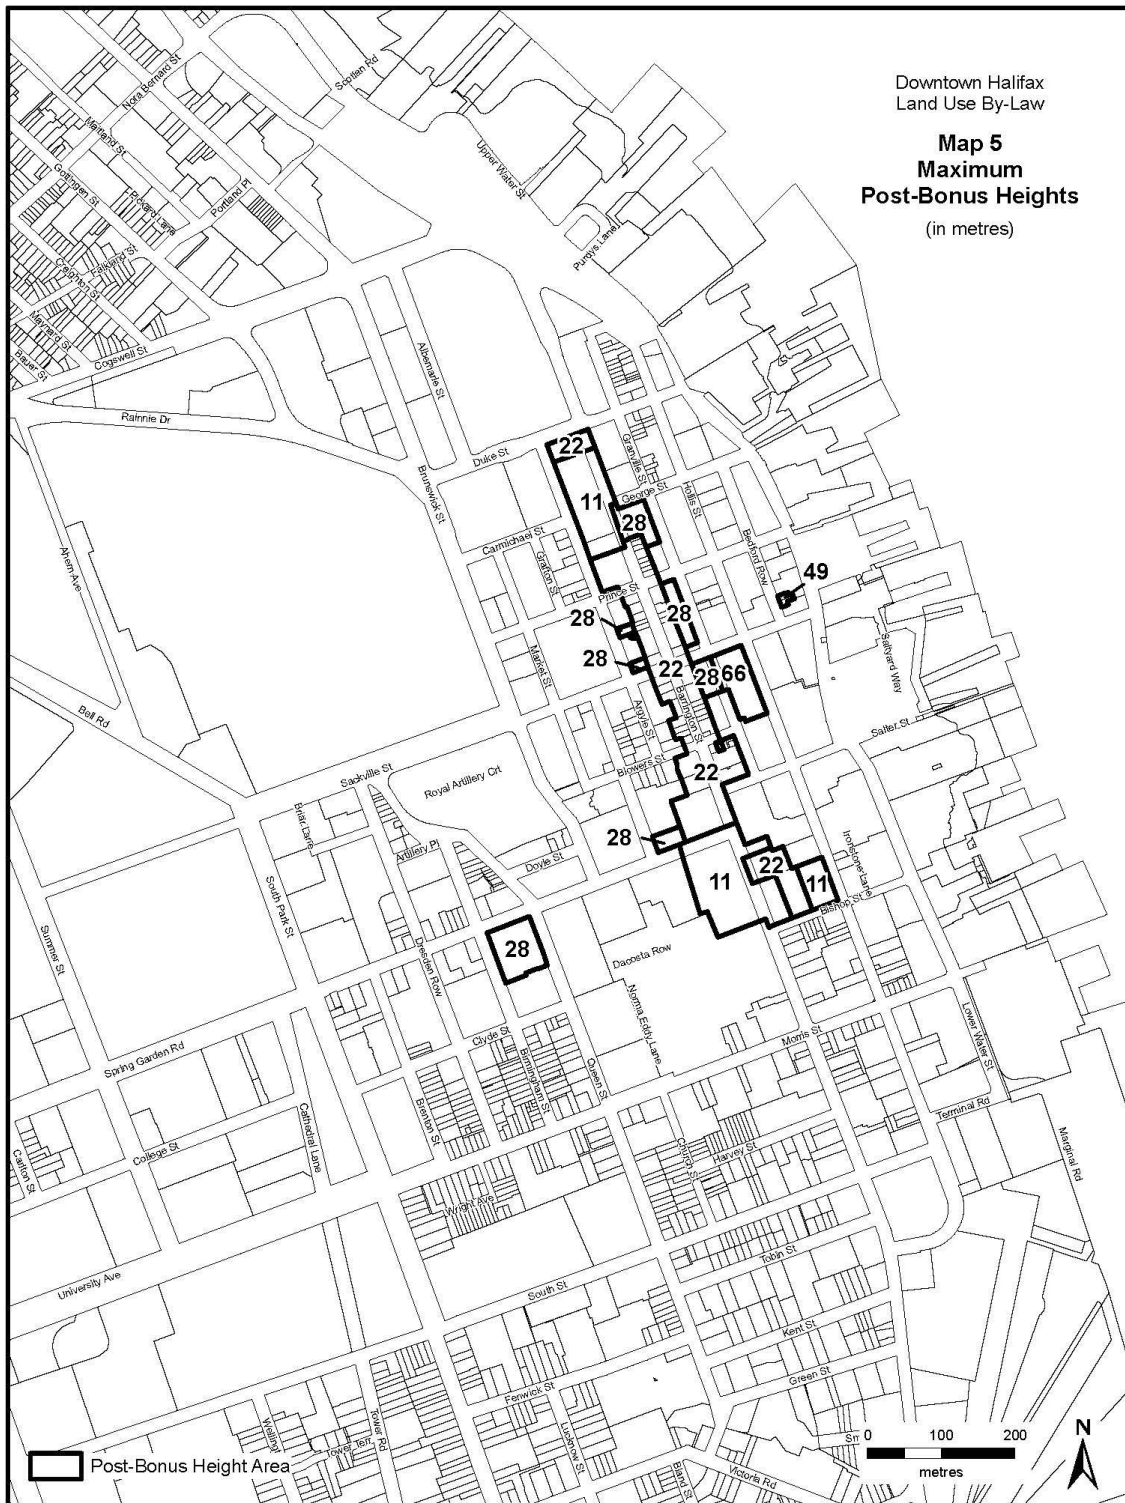 Downtown Halifax
Land Use By-Law
Map 5
Maximum
Post-Bonus Heights
(in metres)
Nora Bernard St
Scotlen Rd
Maitland St
Gottingen St
Rickard Lane
Portland Pl
Upper Water St
Purdys Lane
Falkland St
Creighton St
Maynard St
Bauer St
Cogswell St
Rainnie Dr
Albemarle St
Brunswick St
Duke St
22
Granville St
George St
11
28
Hollis St
Carmichael St
Grafton St
Bedford Row
49
Ahern Ave
Prince St
28
28
28
22
28
66
Market St
Argyle St
Barrington St
Saltyard Way
Salter St
Bell Rd
Sackville St
Royal Artillery Crt
Blowers St
22
Briar Lane
Artillery Pl
28
Doyle St
22
11
11
Ironstone Lane
Bishop St
South Park St
Summer St
Dresden Row
28
Dacosta Row
Norma Eddy Lane
Clyde St
Birmingham St
Queen St
Morris St
Lower Water St
Spring Garden Rd
Cathedral Lane
Brenton St
Terminal Rd
Marginal Rd
College St
Carlton St
Church St
Harvey St
Wright Ave
Tobin St
University Ave
South St
Kent St
Green St
Fenwick St
Tower Rd
Tower Terr
Lucknow St
Bland St
Victoria Rd
0 100 200
metres
N
Post-Bonus Height Area